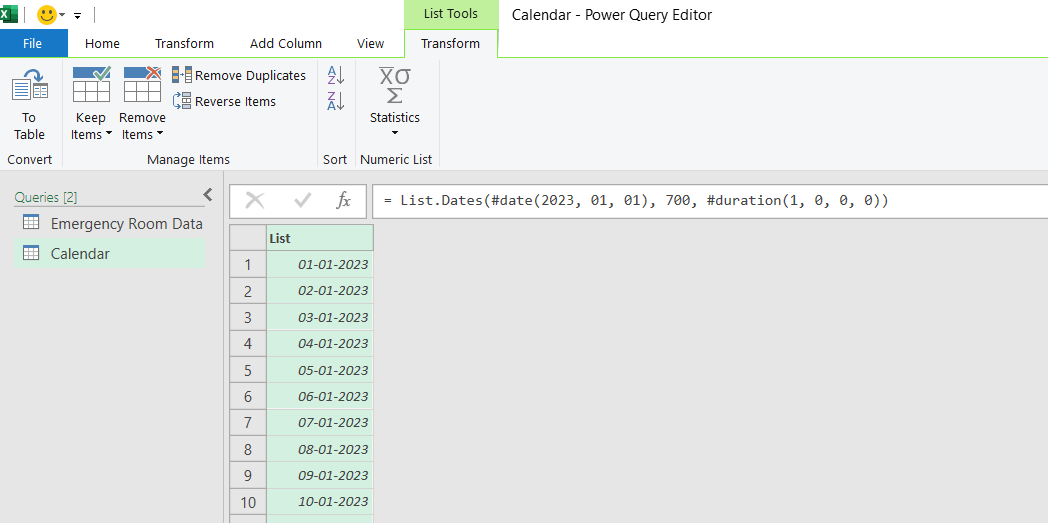 List Tools
Calendar - Power Query Editor
File Home Transform Add Column View Transform
To Table
Keep Items
Remove Items
Remove Duplicates
Reverse Items
A Z
Z A
Statistics
Convert Manage Items Sort Numeric List
Queries [2]
Emergency Room Data
Calendar
fx = List.Dates(#date(2023, 01, 01), 700, #duration(1, 0, 0, 0))
List
1 01-01-2023
2 02-01-2023
3 03-01-2023
4 04-01-2023
5 05-01-2023
6 06-01-2023
7 07-01-2023
8 08-01-2023
9 09-01-2023
10 10-01-2023